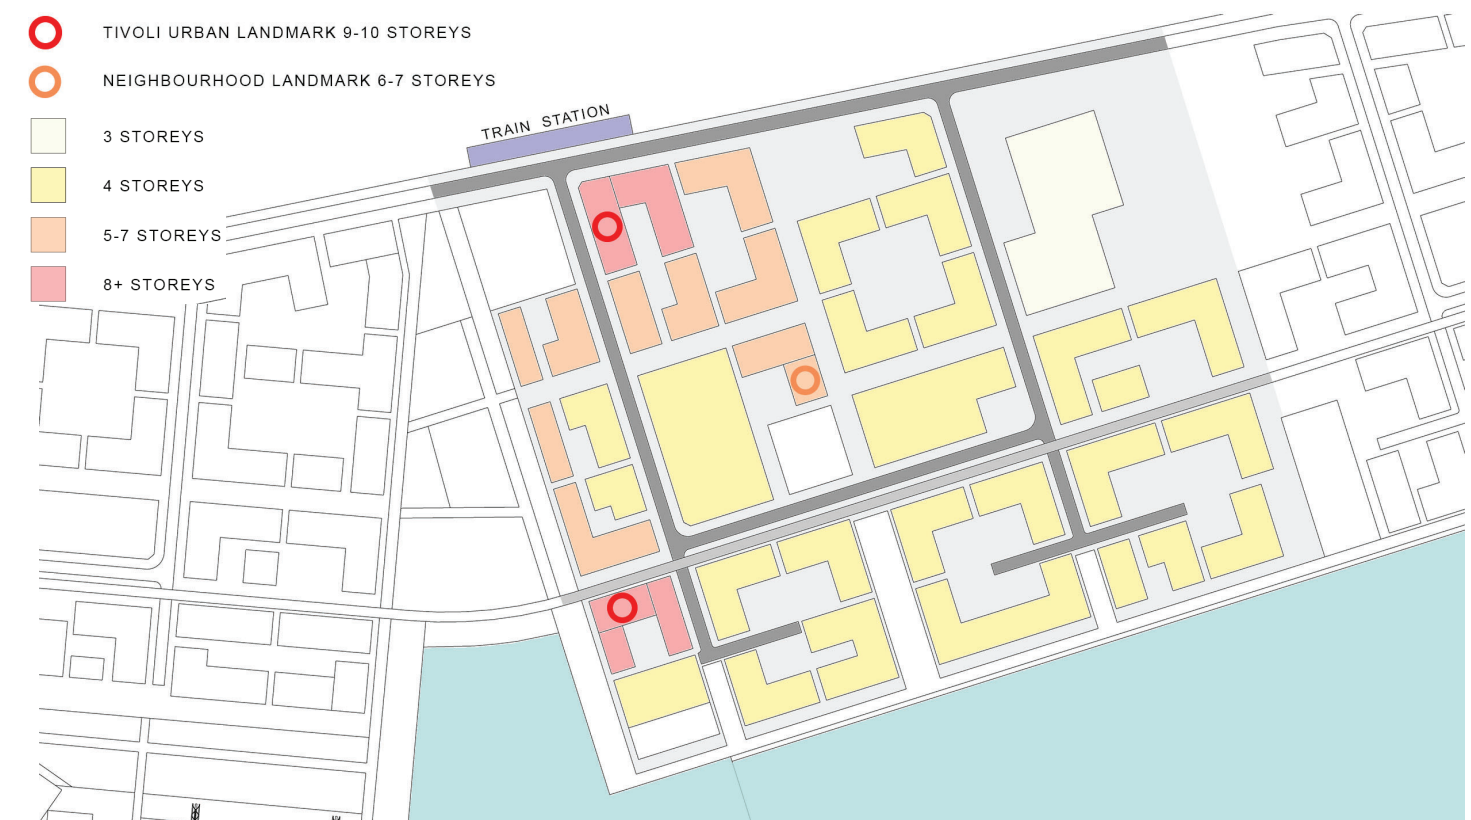 TIVOLI URBAN LANDMARK 9-10 STOREYS
NEIGHBOURHOOD LANDMARK 6-7 STOREYS
TRAIN STATION
3 STOREYS
4 STOREYS
5-7 STOREYS
8+ STOREYS